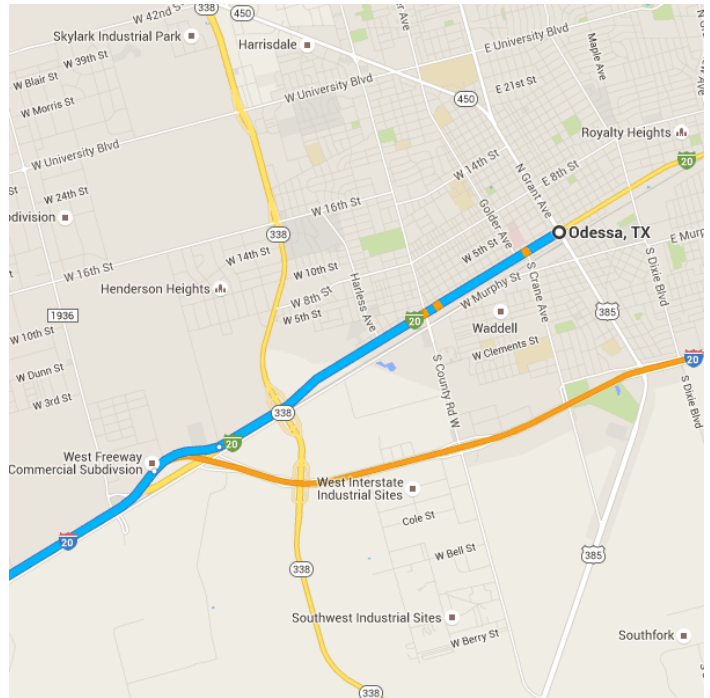 W 42nd St
338
450
Skylark Industrial Park
Harrisdale
E University Blvd
W 39th St
W Blair St
W University Blvd
Maple Ave
E 21st St
450
W Morris St
Royalty Heights
W University Blvd
W 14th St
N Grant Ave
E 8th St
20
W 24th St
W 16th St
Golder Ave
bdivision
338
Odessa, TX
W 5th St
E Murphy
W 14th St
W 16th St
W 10th St
S Crane Ave
S Dixie Blvd
Henderson Heights
W 8th St
W 5th St
Harless Ave
W Murphy St
385
1936
20
Waddell
W 10th St
W Clements St
S County Rd W
W Dunn St
20
W 3rd St
338
S Dixie Blvd
20
West Freeway
Commercial Subdivsion
West Interstate
Industrial Sites
Cole St
20
W Bell St
385
338
Southwest Industrial Sites
W Berry St
Southfork
338